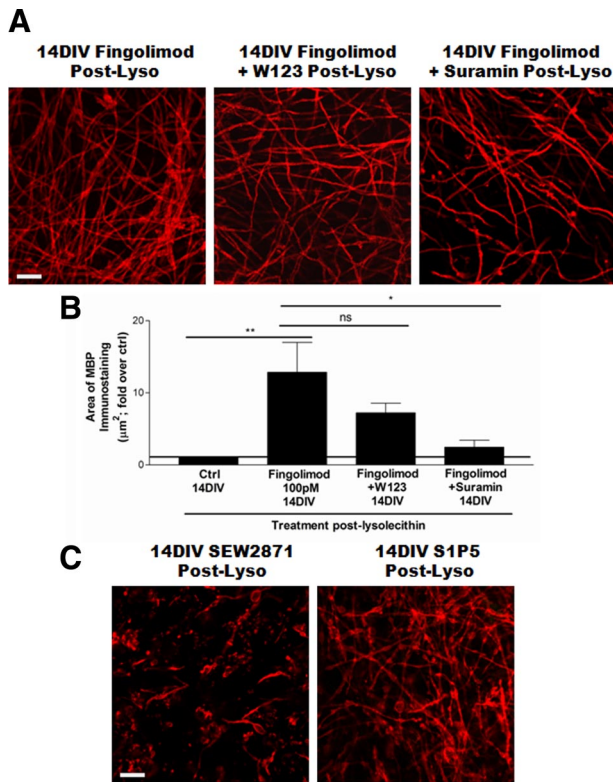 A
14DIV Fingolimod
Post-Lyso
14DIV Fingolimod
+ W123 Post-Lyso
14DIV Fingolimod
+ Suramin Post-Lyso
B
Area of MBP
Immunostaining
(µm²; fold over ctrl)
20
10
0
**
ns
*
Ctrl
14DIV
Fingolimod
100pM
14DIV
Fingolimod
+W123
14DIV
Fingolimod
+Suramin
14DIV
Treatment post-lysolecithin
C
14DIV SEW2871
Post-Lyso
14DIV S1P5
Post-Lyso